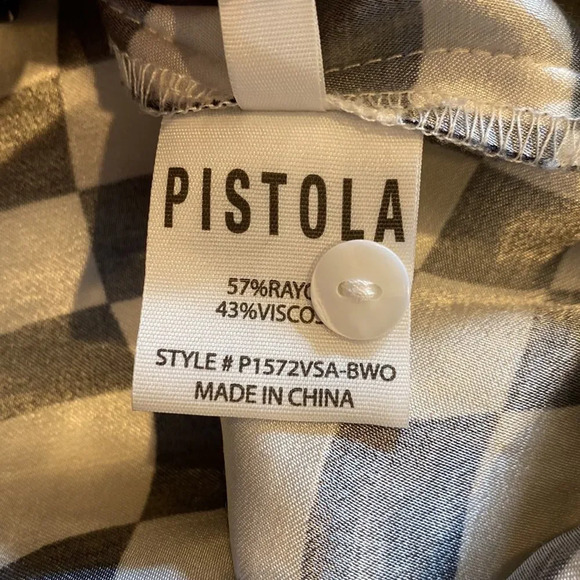 PISTOLA
57%RAYO
43%VISCOS
STYLE # P1572VSA-BWO
MADE IN CHINA